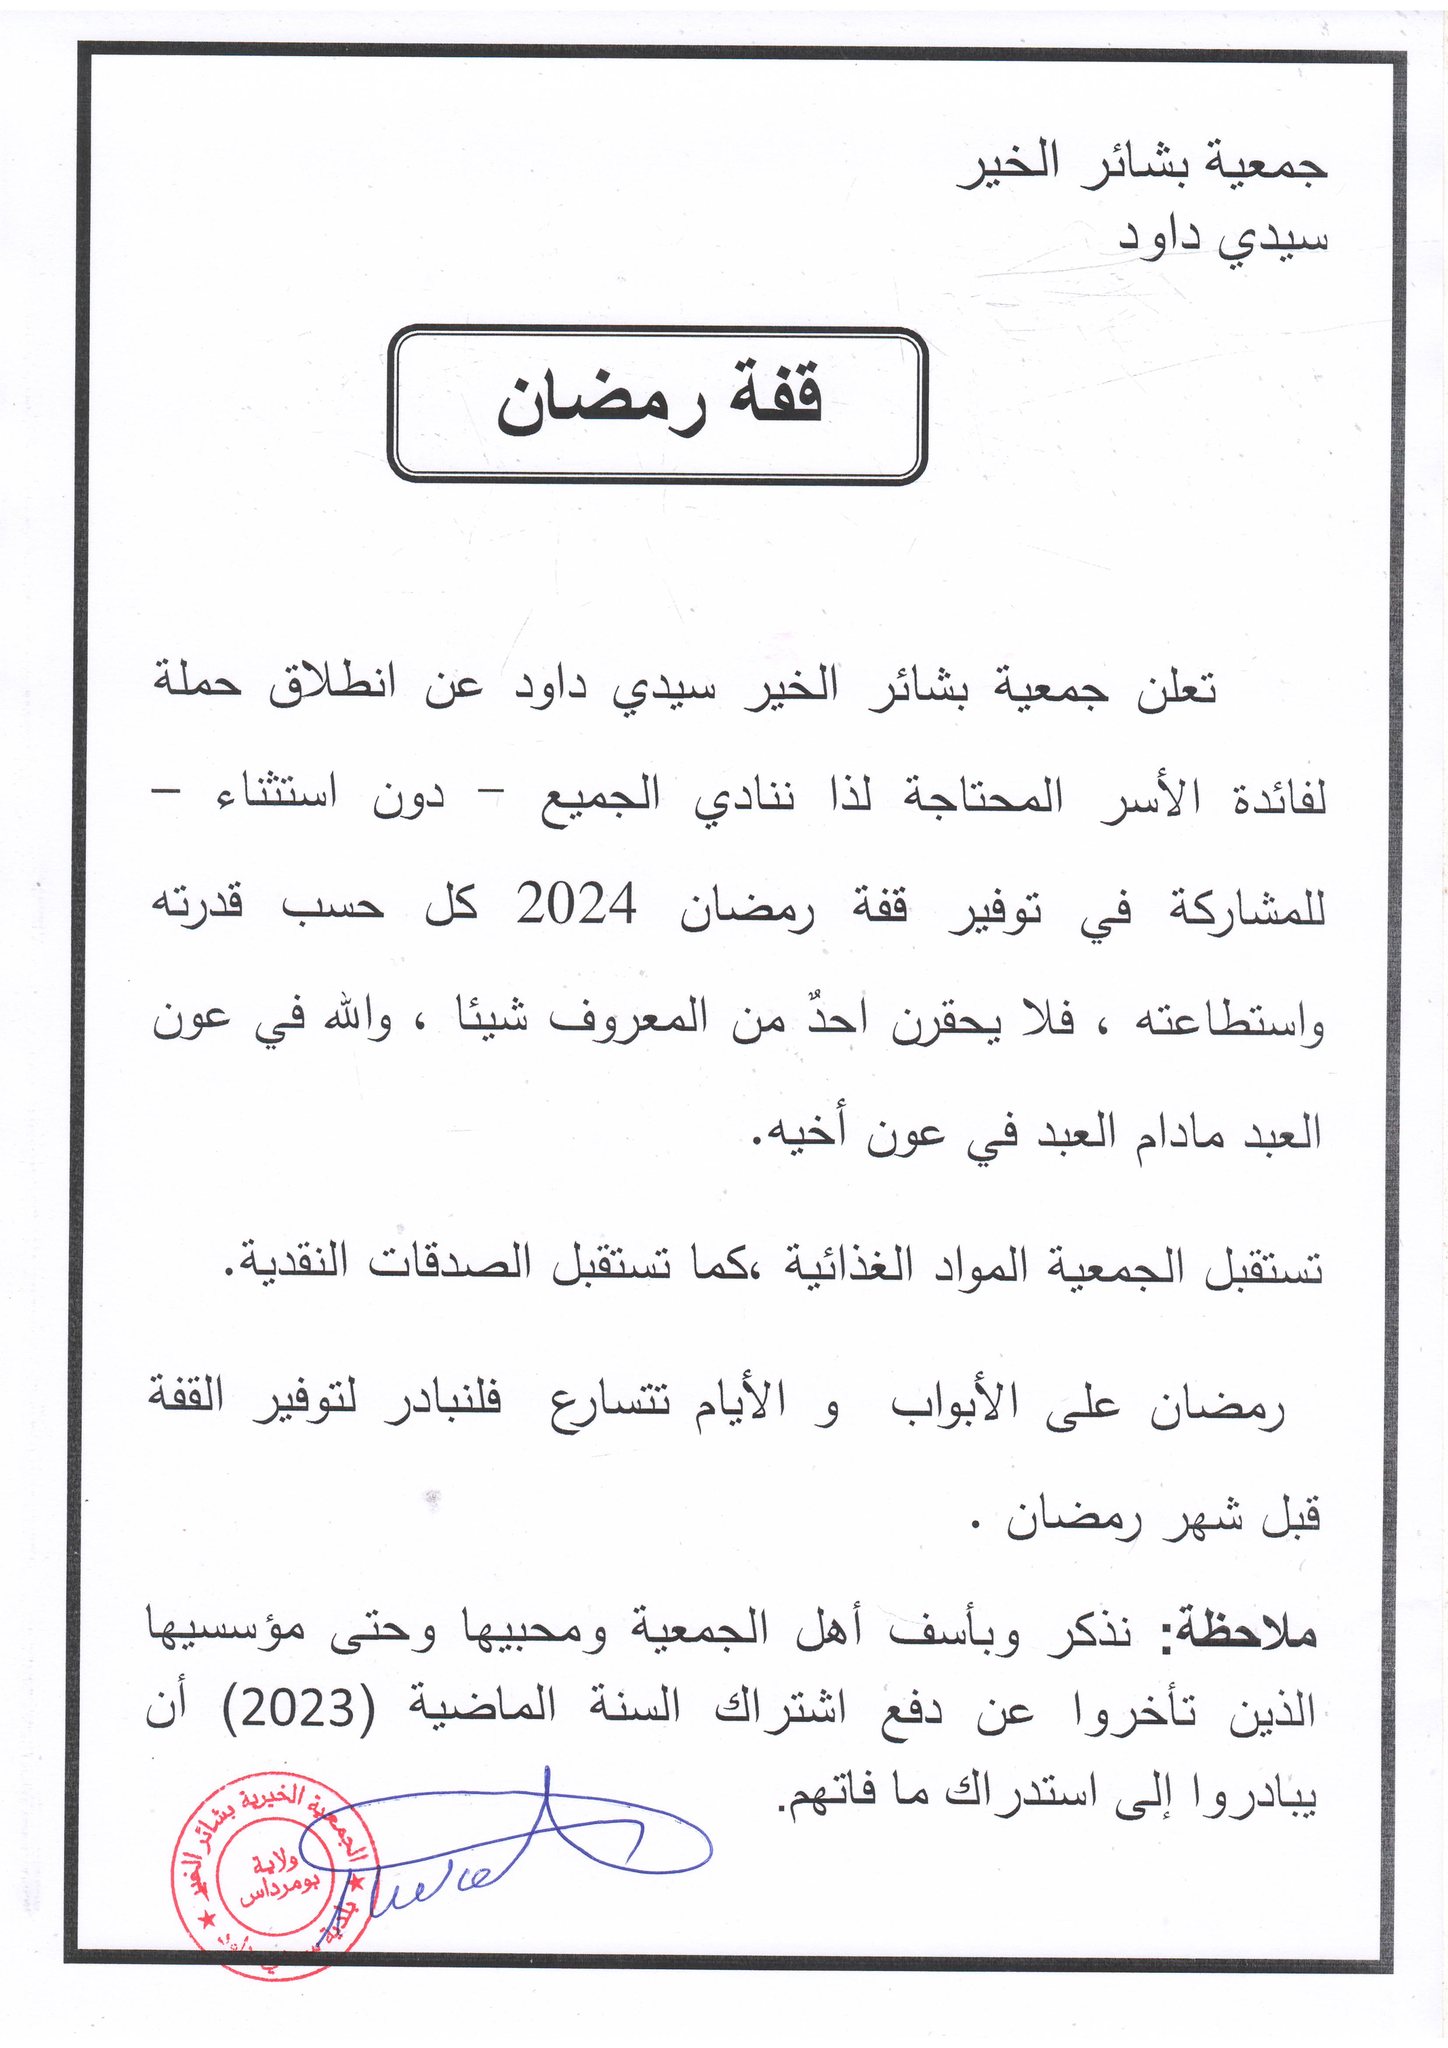 جمعية بشائر الخير
سيدي داود
قفة رمضان
تعلن جمعية بشائر الخير سيدي داود عن انطلاق حملة
لفائدة الأسر المحتاجة لذا ننادي الجميع – دون استثناء –
للمشاركة في توفير قفة رمضان 2024 كل حسب قدرته
واستطاعته ، فلا يحقرن احدٌ من المعروف شيئا ، والله في عون
العبد مادام العبد في عون أخيه.
تستقبل الجمعية المواد الغذائية ،كما تستقبل الصدقات النقدية.
رمضان على الأبواب و الأيام تتسارع فلنبادر لتوفير القفة
قبل شهر رمضان .
ملاحظة: نذكر وبأسف أهل الجمعية ومحبيها وحتى مؤسسيها
الذين تأخروا عن دفع اشتراك السنة الماضية (2023) أن
يبادروا إلى استدراك ما فاتهم.
الجمعية الخيرية بشائر الخير
ولاية
بومرداس
بلدية